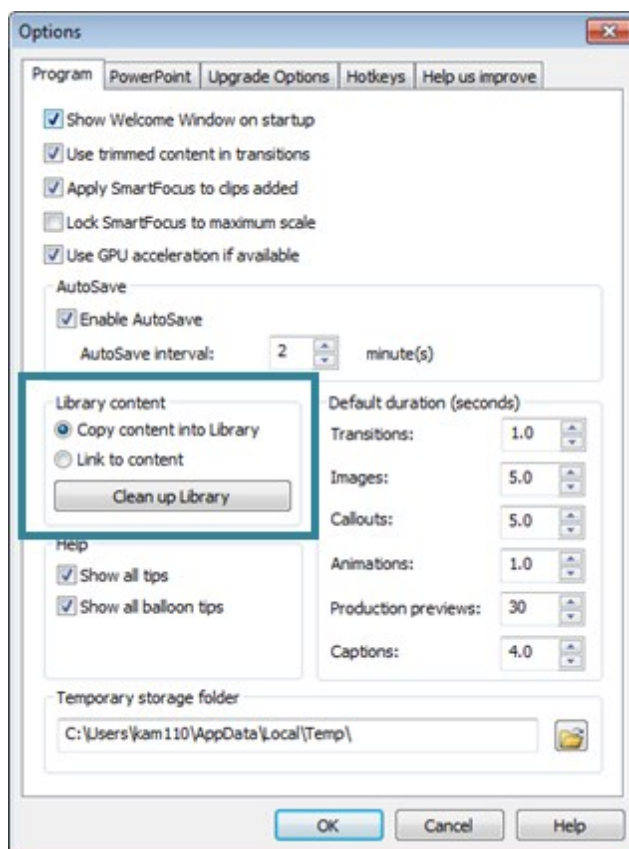 Options
Program PowerPoint Upgrade Options Hotkeys Help us improve
Show Welcome Window on startup
Use trimmed content in transitions
Apply SmartFocus to clips added
Lock SmartFocus to maximum scale
Use GPU acceleration if available
AutoSave
Enable AutoSave
AutoSave interval: 2 minute(s)
Library content
Copy content into Library
Link to content
Clean up Library
Default duration (seconds)
Transitions: 1.0
Images: 5.0
Callouts: 5.0
Animations: 1.0
Production previews: 30
Captions: 4.0
Help
Show all tips
Show all balloon tips
Temporary storage folder
C:\Users\kam110\AppData\Local\Temp\
OK Cancel Help